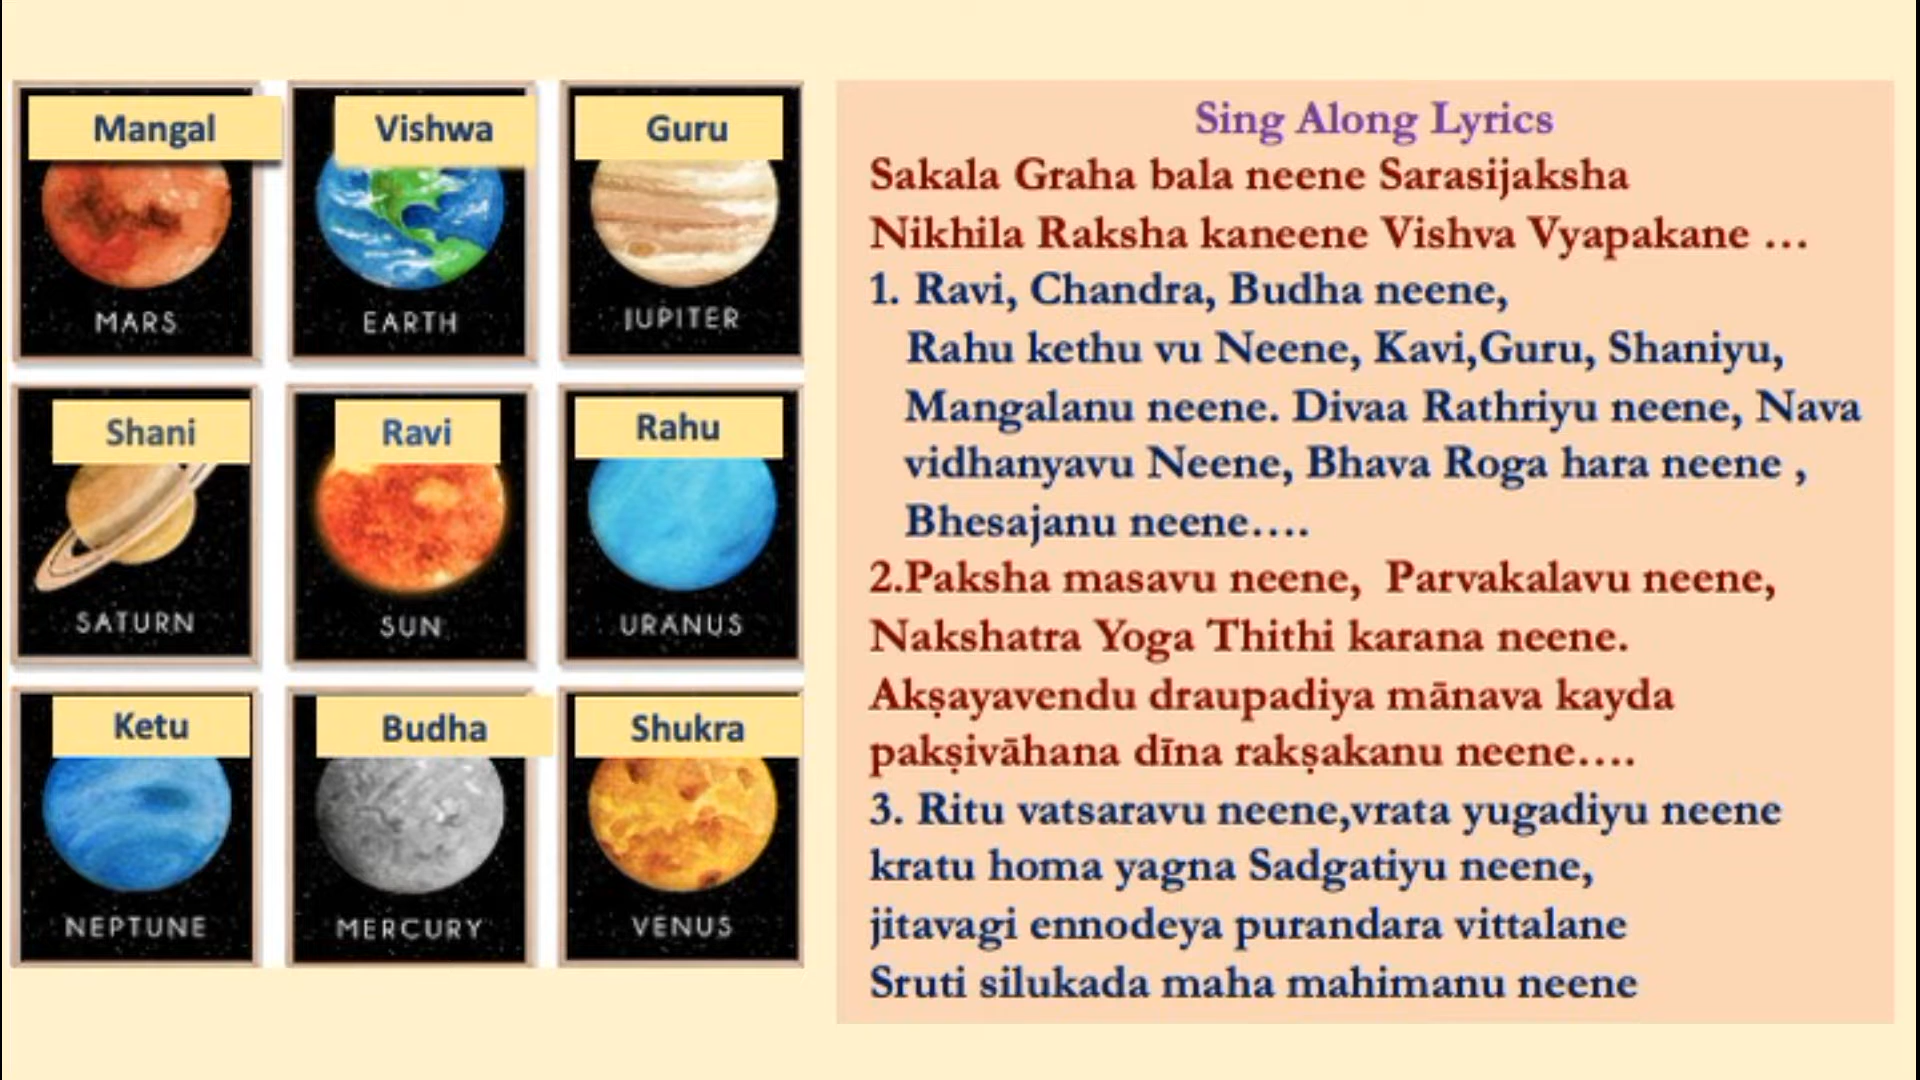 Mangal
MARS
Vishwa
EARTH
Guru
JUPITER
Shani
SATURN
Ravi
SUN
Rahu
URANUS
Ketu
NEPTUNE
Budha
MERCURY
Shukra
VENUS
Sing Along Lyrics
Sakala Graha bala neene Sarasijaksha
Nikhila Raksha kaneene Vishva Vyapakane ...
1. Ravi, Chandra, Budha neene,
Rahu kethu vu Neene, Kavi,Guru, Shaniyu,
Mangalanu neene. Divaa Rathriyu neene, Nava
vidhanyavu Neene, Bhava Roga hara neene ,
Bhesajanu neene....
2.Paksha masavu neene, Parvakalavu neene,
Nakshatra Yoga Thithi karana neene.
Akṣayavendu draupadiya mānava kayda
pakṣivāhana dīna rakṣakanu neene....
3. Ritu vatsaravu neene,vrata yugadiyu neene
kratu homa yagna Sadgatiyu neene,
jitavagi ennodeya purandara vittalane
Sruti silukada maha mahimanu neene